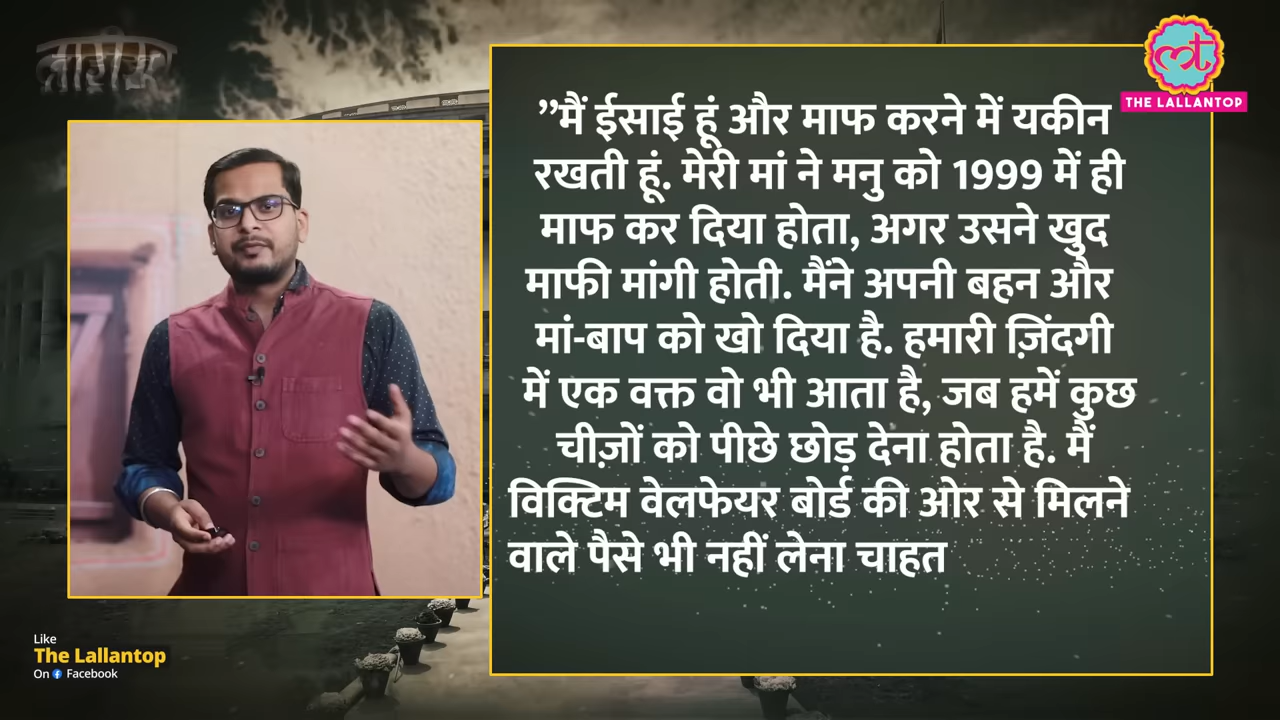 तारीख़
THE LALLANTOP
”मैं ईसाई हूं और माफ करने में यकीन
रखती हूं. मेरी मां ने मनु को 1999 में ही
माफ कर दिया होता, अगर उसने खुद
माफी मांगी होती. मैंने अपनी बहन और
मां-बाप को खो दिया है. हमारी ज़िंदगी
में एक वक्त वो भी आता है, जब हमें कुछ
चीज़ों को पीछे छोड़ देना होता है. मैं
विक्टिम वेलफेयर बोर्ड की ओर से मिलने
वाले पैसे भी नहीं लेना चाहत
Like
The Lallantop
On Facebook